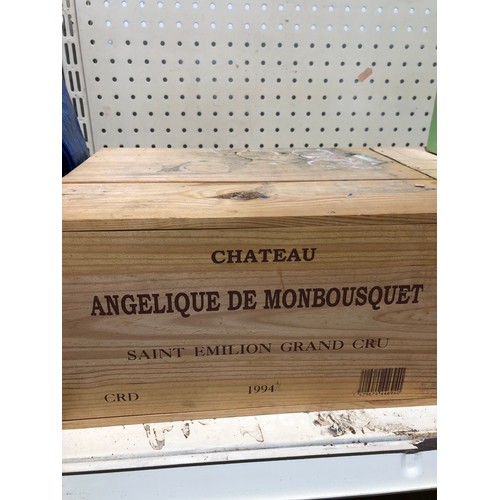 CHATEAU
ANGELIQUE DE MONBOUSQUET
SAINT EMILION GRAND CRU
CRD 1994